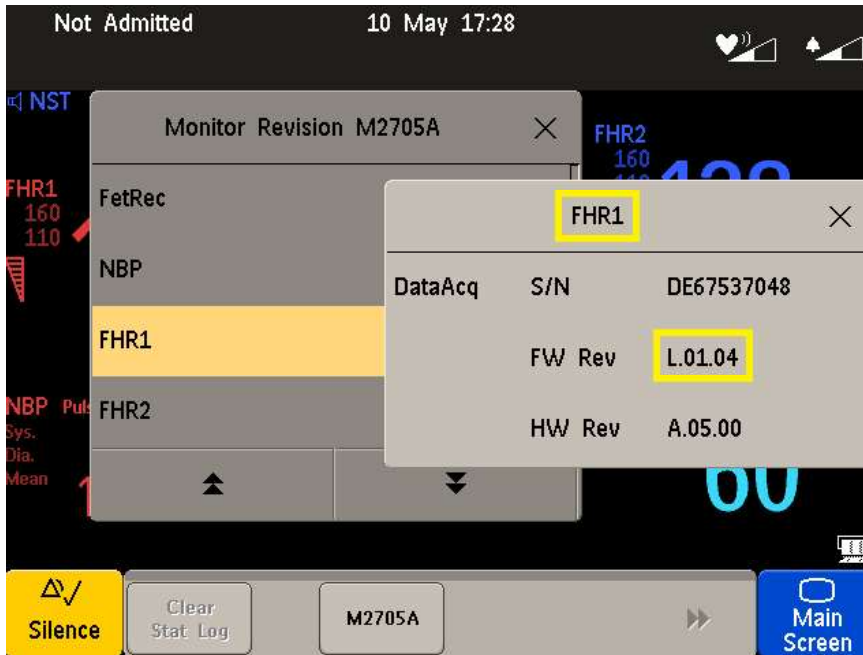 Not Admitted 10 May 17:28
NST
Monitor Revision M2705A
FHR2
160
FHR1
160
110
FetRec
NBP
FHR1
FHR2
FHR1
DataAcq S/N DE67537048
FW Rev L.01.04
HW Rev A.05.00
NBP
Sys.
Dia.
Mean
60
Silence
Clear
Stat Log
M2705A
Main
Screen